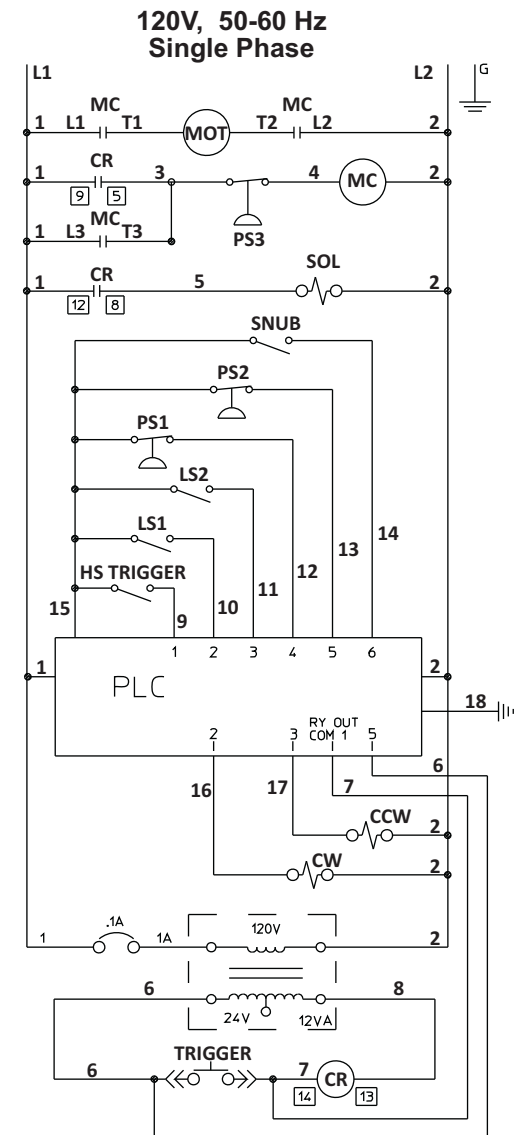 120V, 50-60 Hz
Single Phase
L1 L2 G
MC MC
1 L1 T1 MOT T2 L2 2
CR
1 3 4 MC 2
9 5
MC PS3
1 L3 T3
CR SOL
1 5 2
12 8
SNUB
PS2
PS1
LS2
LS1
14
13
HS TRIGGER 12
11
10
15 9
1 2 3 4 5 6
1 PLC 2
18
RY OUT
2 3 COM 1 5
6
16 17 7
CCW 2
CW 2
.1A 120V
1 1A 2
6 8
24V 12VA
TRIGGER
6 7 CR
14 13